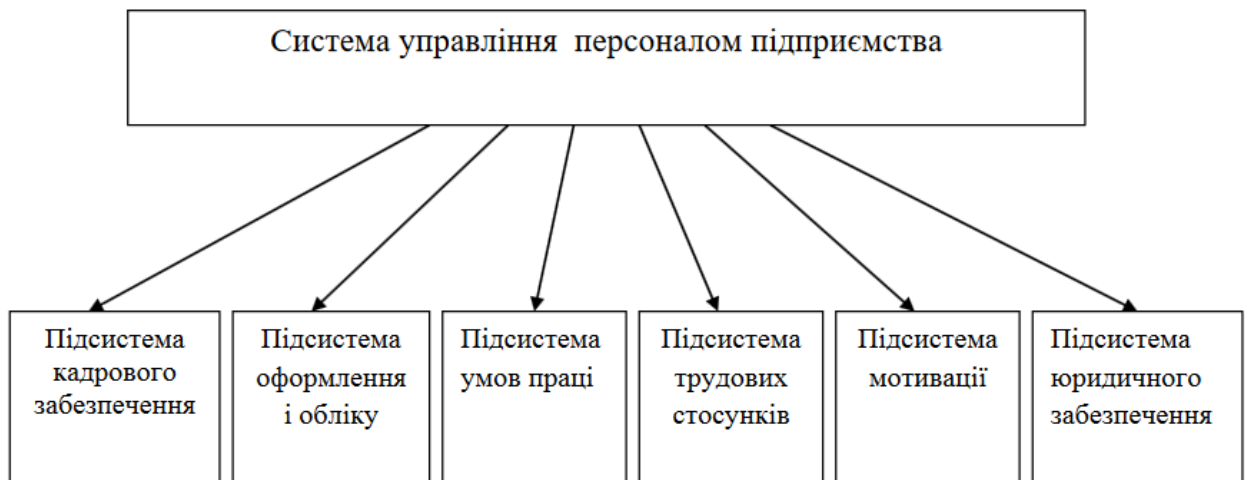 Система управління  персоналом підприємства
Підсистема
кадрового
забезпечення
Підсистема
оформлення
і обліку
Підсистема
умов праці
Підсистема
трудових
стосунків
Підсистема
мотивації
Підсистема
юридичного
забезпечення